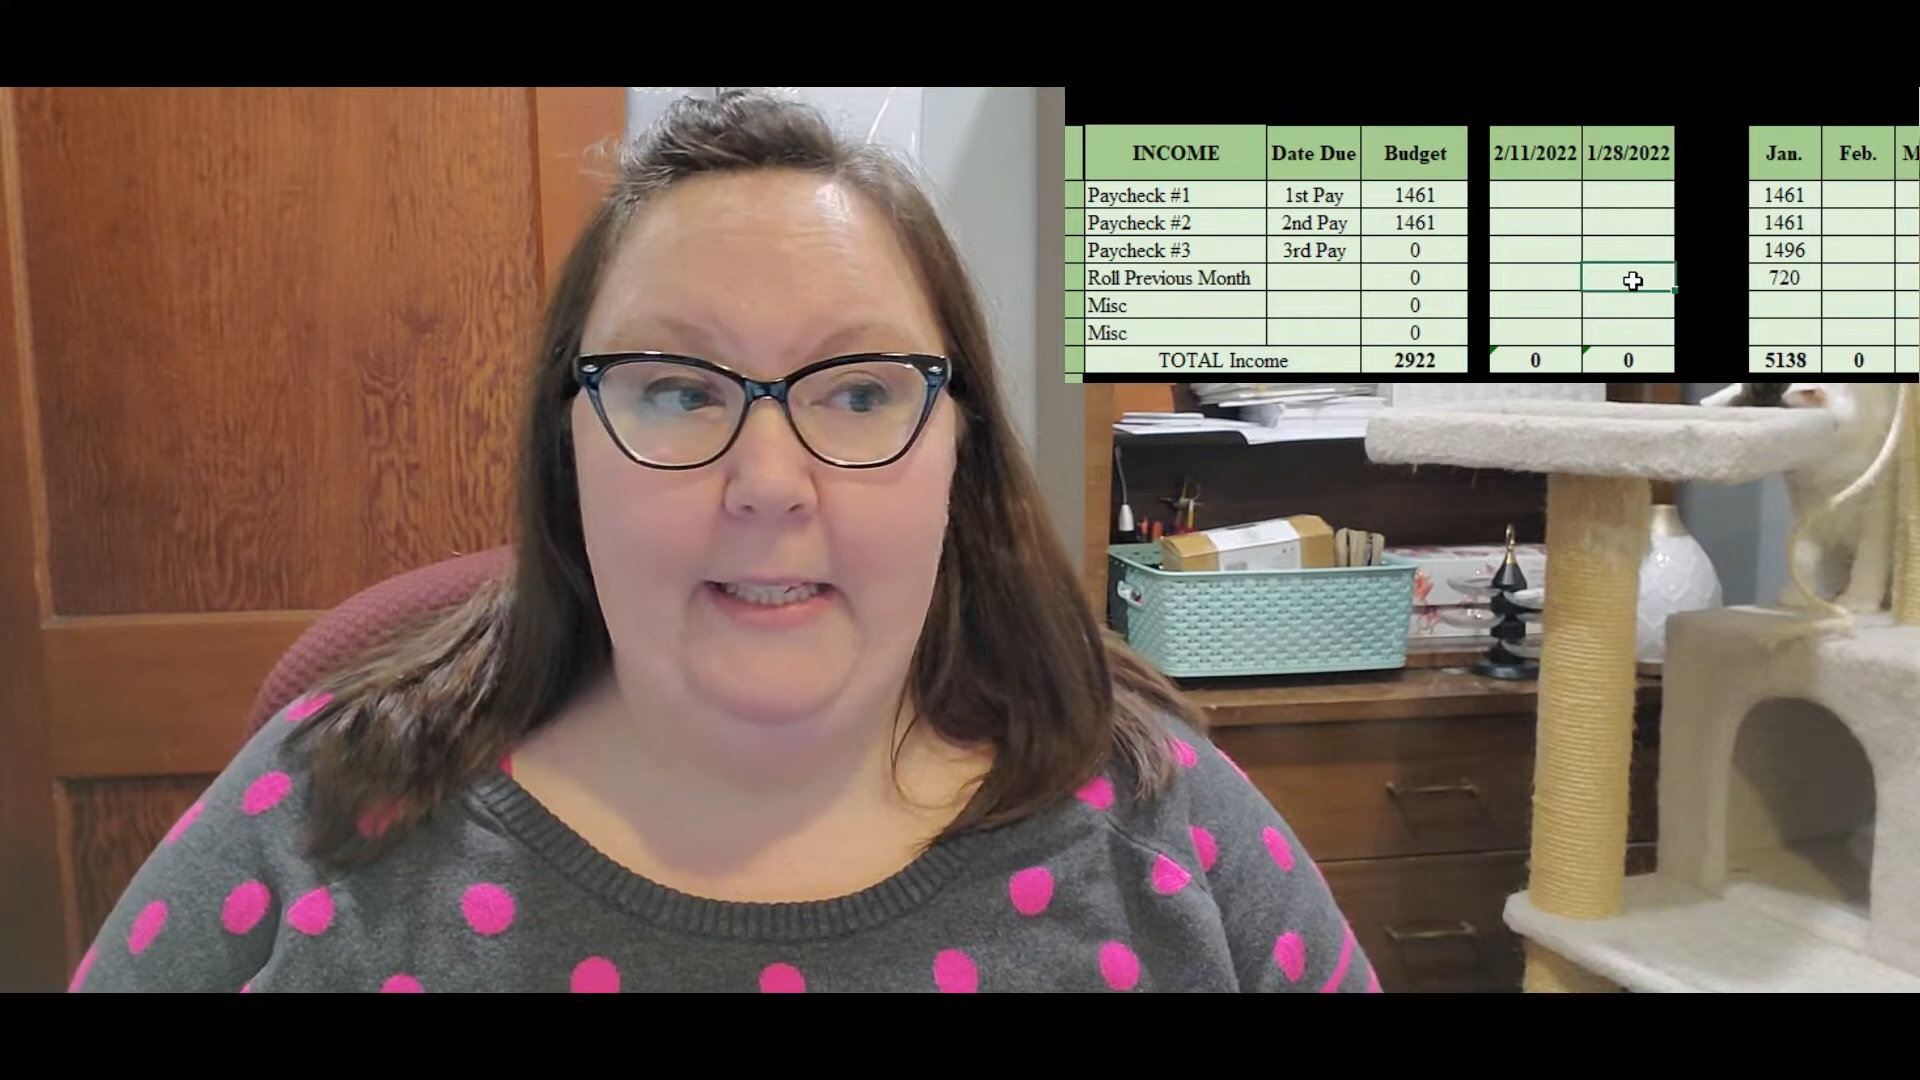 INCOME Date Due Budget 2/11/2022 1/28/2022 Jan. Feb. M
Paycheck #1 1st Pay 1461 1461
Paycheck #2 2nd Pay 1461 1461
Paycheck #3 3rd Pay 0 1496
Roll Previous Month 0 720
Misc 0
Misc 0
TOTAL Income 2922 0 0 5138 0